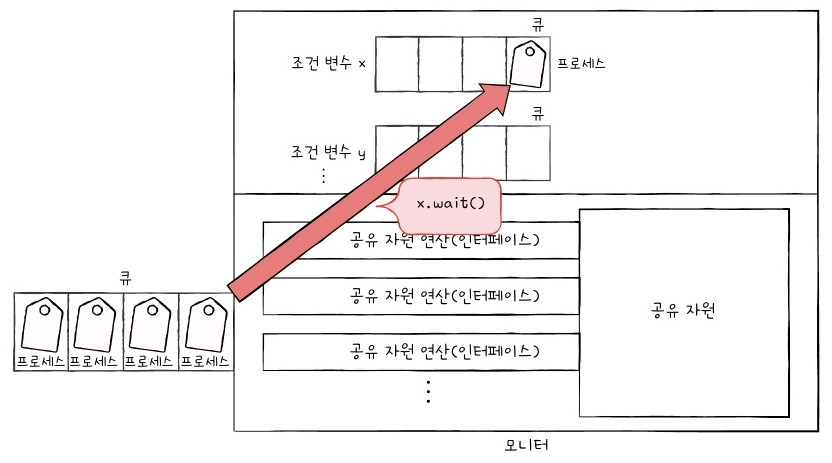 큐
조건 변수 x
프로세스
큐
조건 변수 y
⋮
x.wait()
공유 자원 연산(인터페이스)
공유 자원 연산(인터페이스)
공유 자원 연산(인터페이스)
⋮
공유 자원
큐
프로세스 프로세스 프로세스 프로세스
모니터